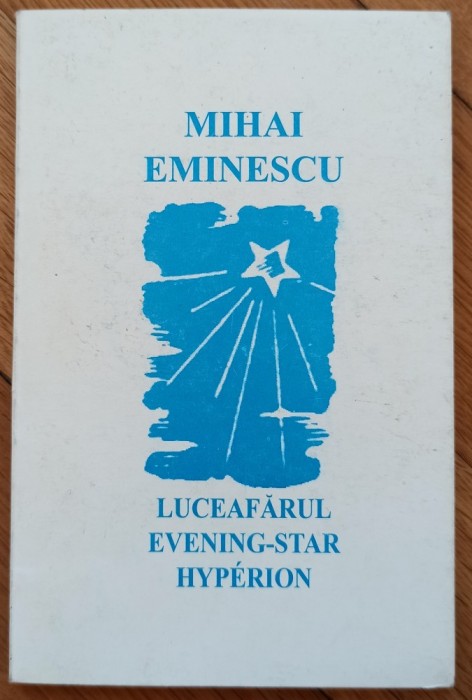 MIHAI
EMINESCU
LUCEAFĂRUL
EVENING-STAR
HYPÉRION